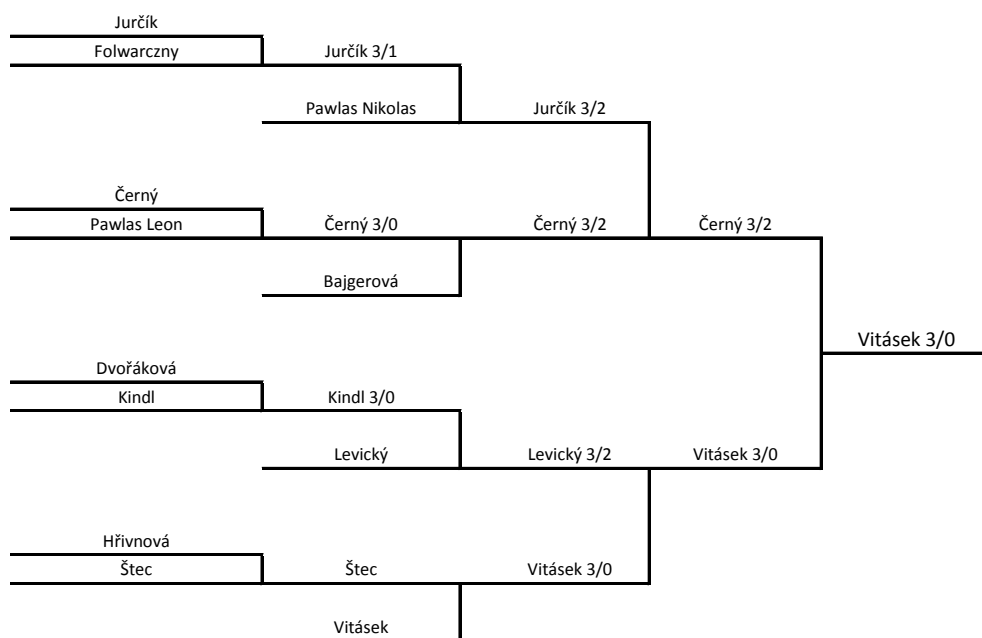 Jurčík
Folwarczny
Jurčík 3/1
Pawlas Nikolas
Jurčík 3/2
Černý
Pawlas Leon
Černý 3/0
Černý 3/2
Černý 3/2
Bajgerová
Vitásek 3/0
Dvořáková
Kindl
Kindl 3/0
Levický
Levický 3/2
Vitásek 3/0
Hřivnová
Štec
Štec
Vitásek 3/0
Vitásek